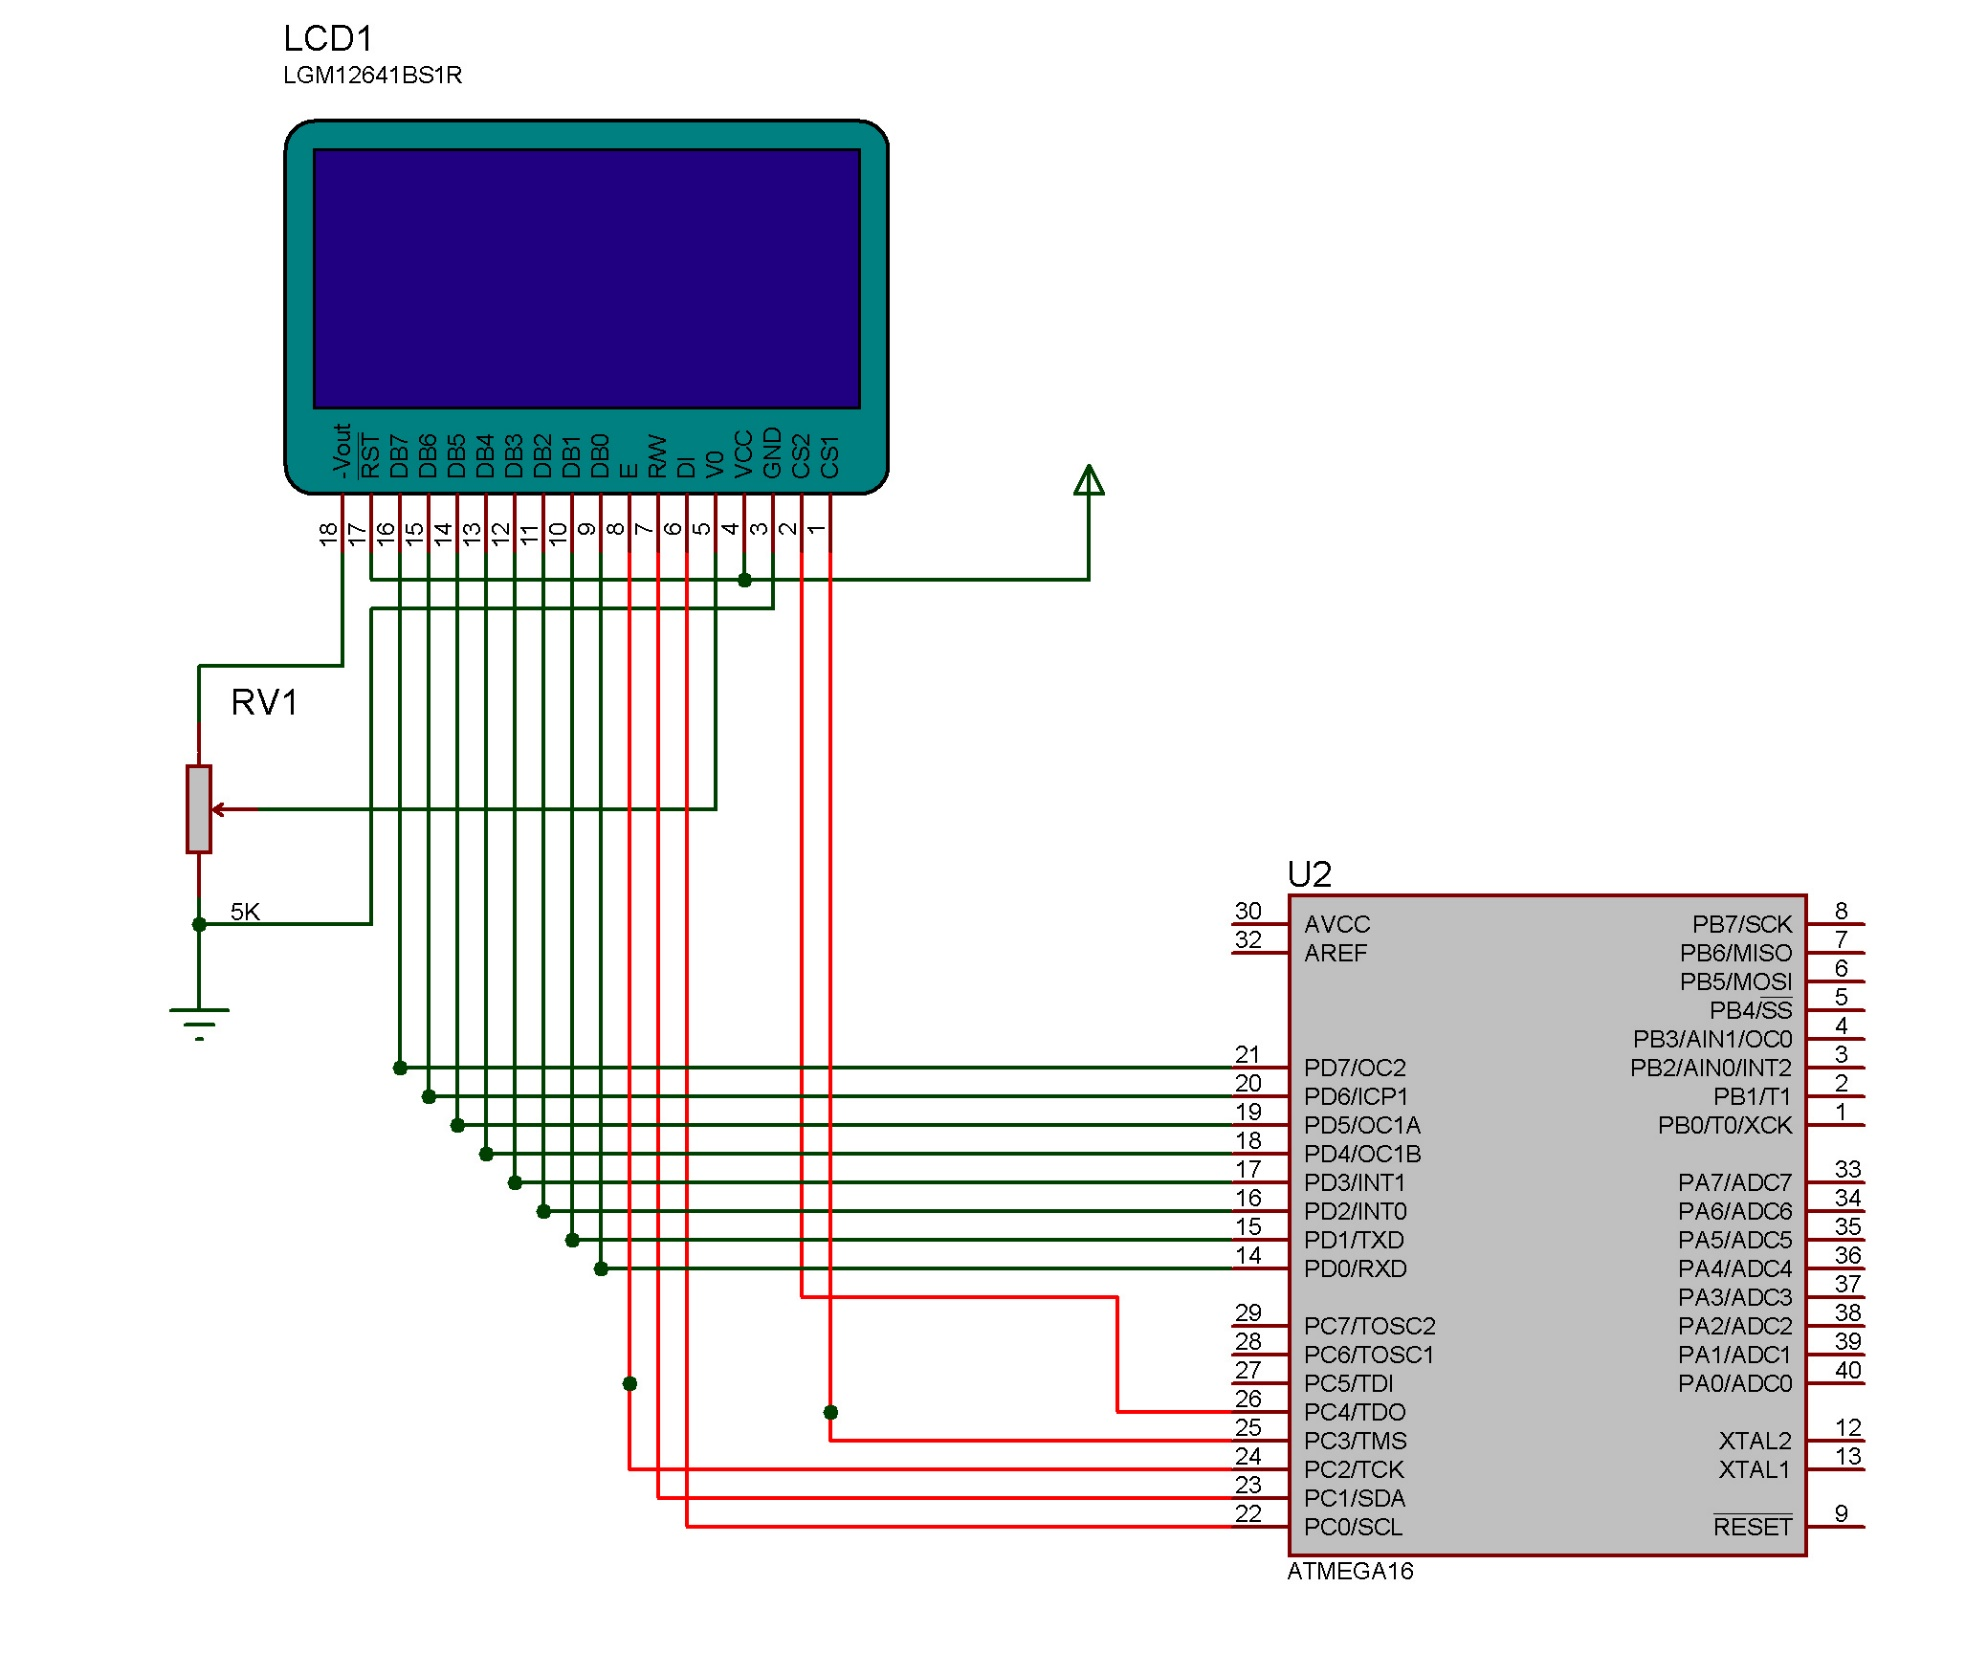 LCD1
LGM12641BS1R
-Vout
RST
DB7
DB6
DB5
DB4
DB3
DB2
DB1
DB0
E
R/W
DI
V0
VCC
GND
CS2
CS1
18
17
16
15
14
13
12
11
10
9
8
7
6
5
4
3
2
1
RV1
5K
U2
30 AVCC
32 AREF
21 PD7/OC2
20 PD6/ICP1
19 PD5/OC1A
18 PD4/OC1B
17 PD3/INT1
16 PD2/INT0
15 PD1/TXD
14 PD0/RXD
29 PC7/TOSC2
28 PC6/TOSC1
27 PC5/TDI
26 PC4/TDO
25 PC3/TMS
24 PC2/TCK
23 PC1/SDA
22 PC0/SCL
PB7/SCK 8
PB6/MISO 7
PB5/MOSI 6
PB4/SS 5
PB3/AIN1/OC0 4
PB2/AIN0/INT2 3
PB1/T1 2
PB0/T0/XCK 1
PA7/ADC7 33
PA6/ADC6 34
PA5/ADC5 35
PA4/ADC4 36
PA3/ADC3 37
PA2/ADC2 38
PA1/ADC1 39
PA0/ADC0 40
XTAL2 12
XTAL1 13
RESET 9
ATMEGA16